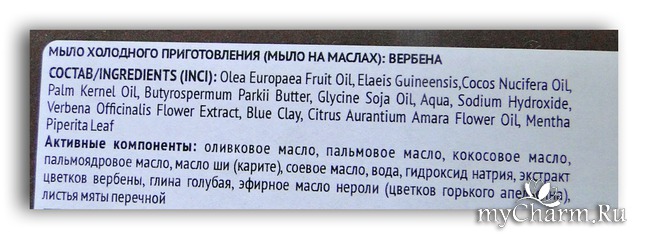 МЫЛО ХОЛОДНОГО ПРИГОТОВЛЕНИЯ (МЫЛО НА МАСЛАХ): ВЕРБЕНА
СОСТАВ/INGREDIENTS (INCI): Olea Europaea Fruit Oil, Elaeis Guineensis,Cocos Nucifera Oil,
Palm Kernel Oil, Butyrospermum Parkii Butter, Glycine Soja Oil, Aqua, Sodium Hydroxide,
Verbena Officinalis Flower Extract, Blue Clay, Citrus Aurantium Amara Flower Oil, Mentha
Piperita Leaf
Активные компоненты: оливковое масло, пальмовое масло, кокосовое масло,
пальмоядровое масло, масло ши (карите), соевое масло, вода, гидроксид натрия, экстракт
цветков вербены, глина голубая, эфирное масло нероли (цветков горького апельсина),
листья мяты перечной
myCharm.Ru